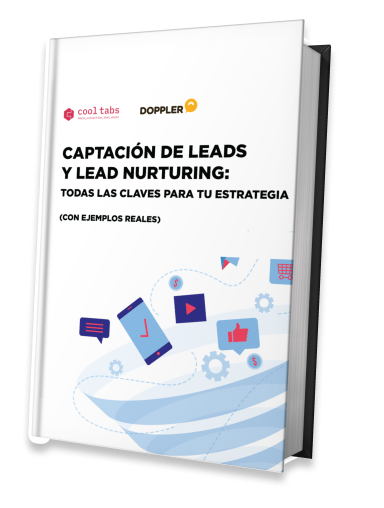 cool tabs
DOPPLER
CAPTACIÓN DE LEADS
Y LEAD NURTURING:
TODAS LAS CLAVES PARA TU ESTRATEGIA
(CON EJEMPLOS REALES)
$
$